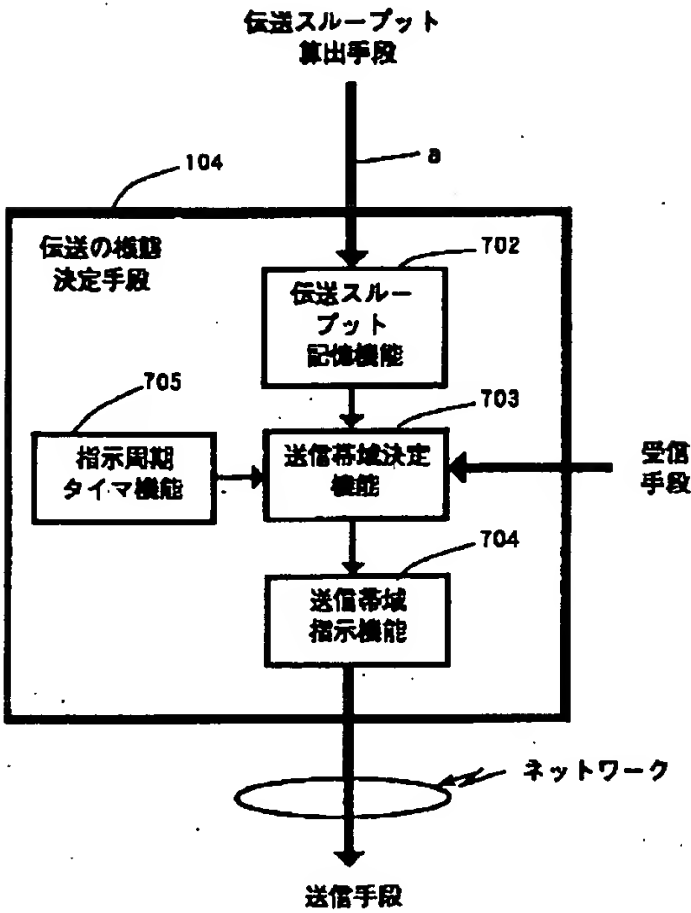 伝送スループット
算出手段
a
104
伝送の様態
決定手段
702
伝送スルー
プット
記憶機能
705
703
指示周期
タイマ機能
送信帯域決定
機能
受信
手段
704
送信帯域
指示機能
ネットワーク
送信手段